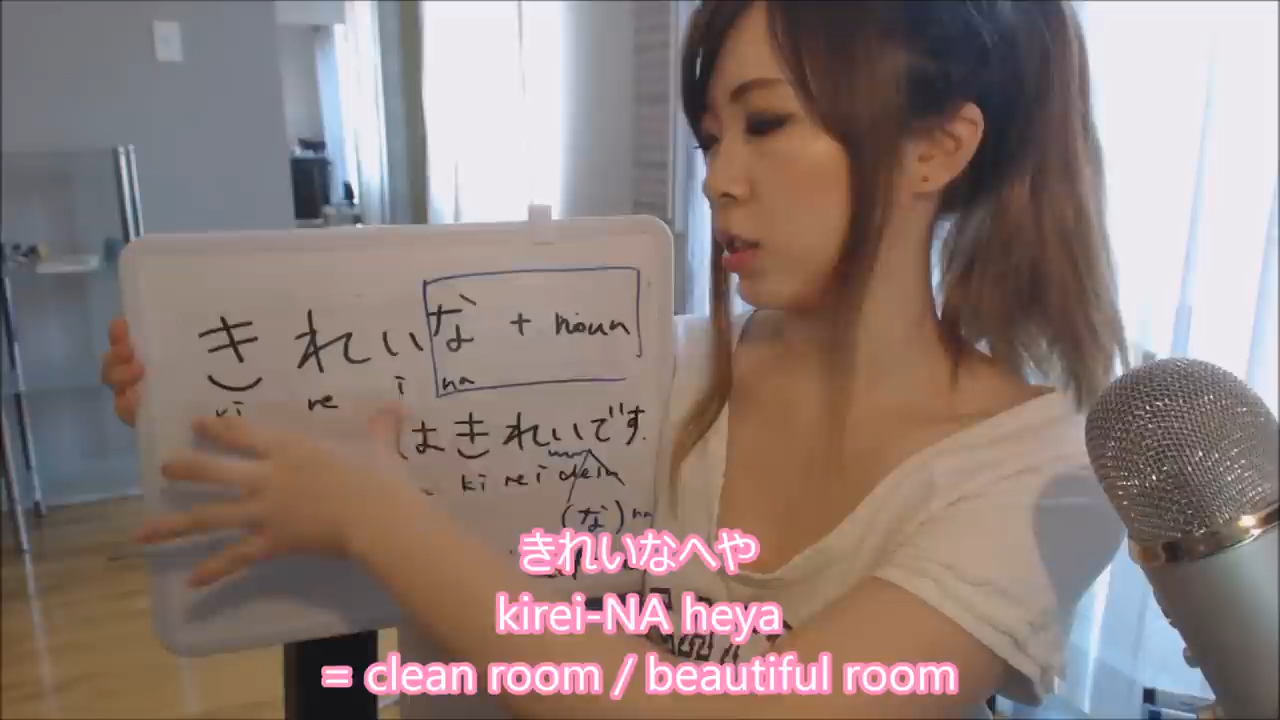 きれいな + noun
ki re i na
はきれいです
ki rei desu
(な) na
きれいなへや
kirei-NA heya
= clean room / beautiful room